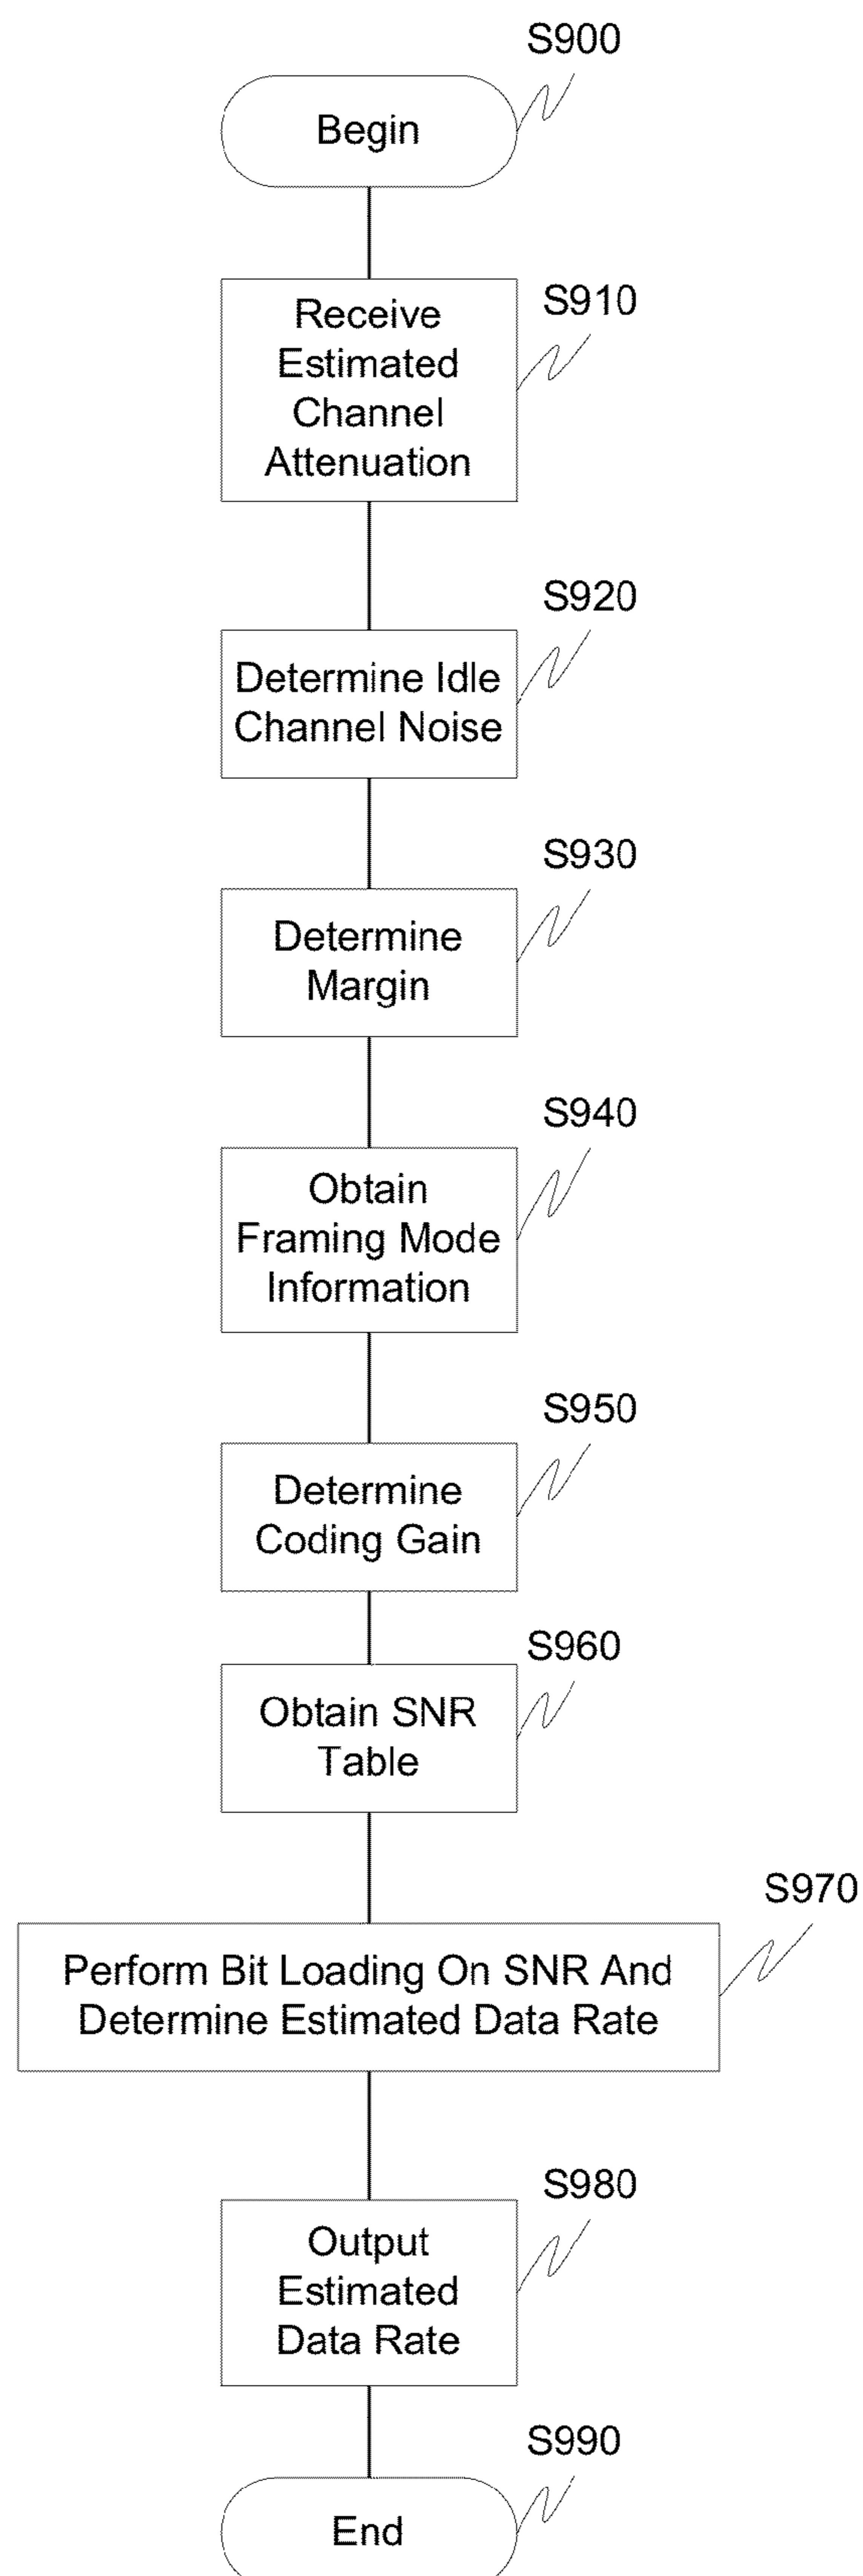 S900
Begin
S910
Receive
Estimated
Channel
Attenuation
S920
Determine Idle
Channel Noise
S930
Determine
Margin
S940
Obtain
Framing Mode
Information
S950
Determine
Coding Gain
S960
Obtain SNR
Table
S970
Perform Bit Loading On SNR And
Determine Estimated Data Rate
S980
Output
Estimated
Data Rate
S990
End